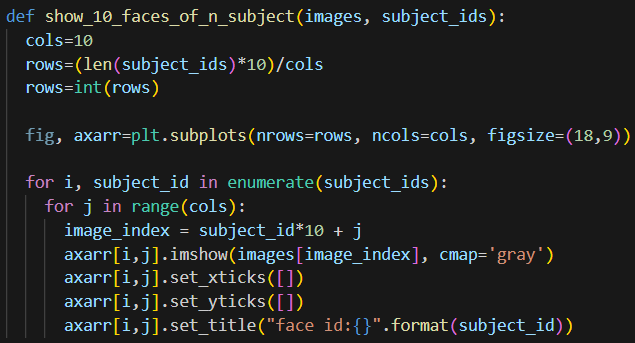 def show_10_faces_of_n_subject(images, subject_ids):
  cols=10
  rows=(len(subject_ids)*10)/cols
  rows=int(rows)

  fig, axarr=plt.subplots(nrows=rows, ncols=cols, figsize=(18,9))

  for i, subject_id in enumerate(subject_ids):
    for j in range(cols):
      image_index = subject_id*10 + j
      axarr[i,j].imshow(images[image_index], cmap='gray')
      axarr[i,j].set_xticks([])
      axarr[i,j].set_yticks([])
      axarr[i,j].set_title("face id:{}".format(subject_id))